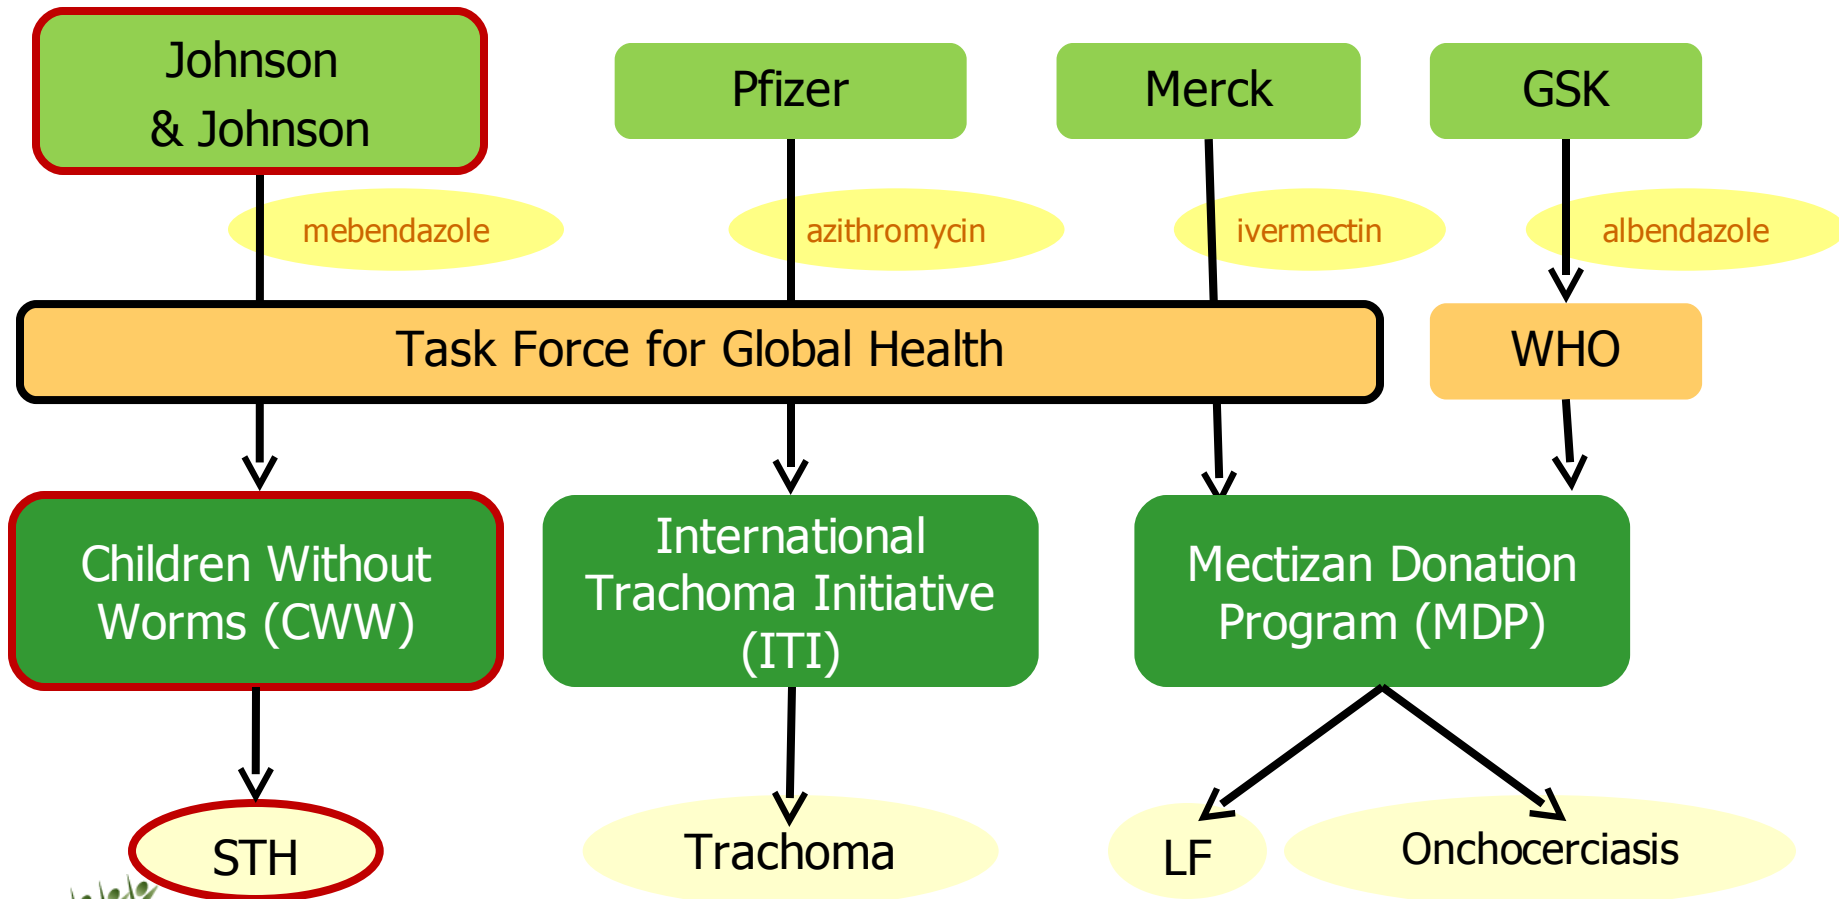 Johnson
& Johnson
Pfizer
Merck
GSK
mebendazole
azithromycin
ivermectin
albendazole
Task Force for Global Health
WHO
Children Without
Worms (CWW)
International
Trachoma Initiative
(ITI)
Mectizan Donation
Program (MDP)
STH
Trachoma
LF
Onchocerciasis